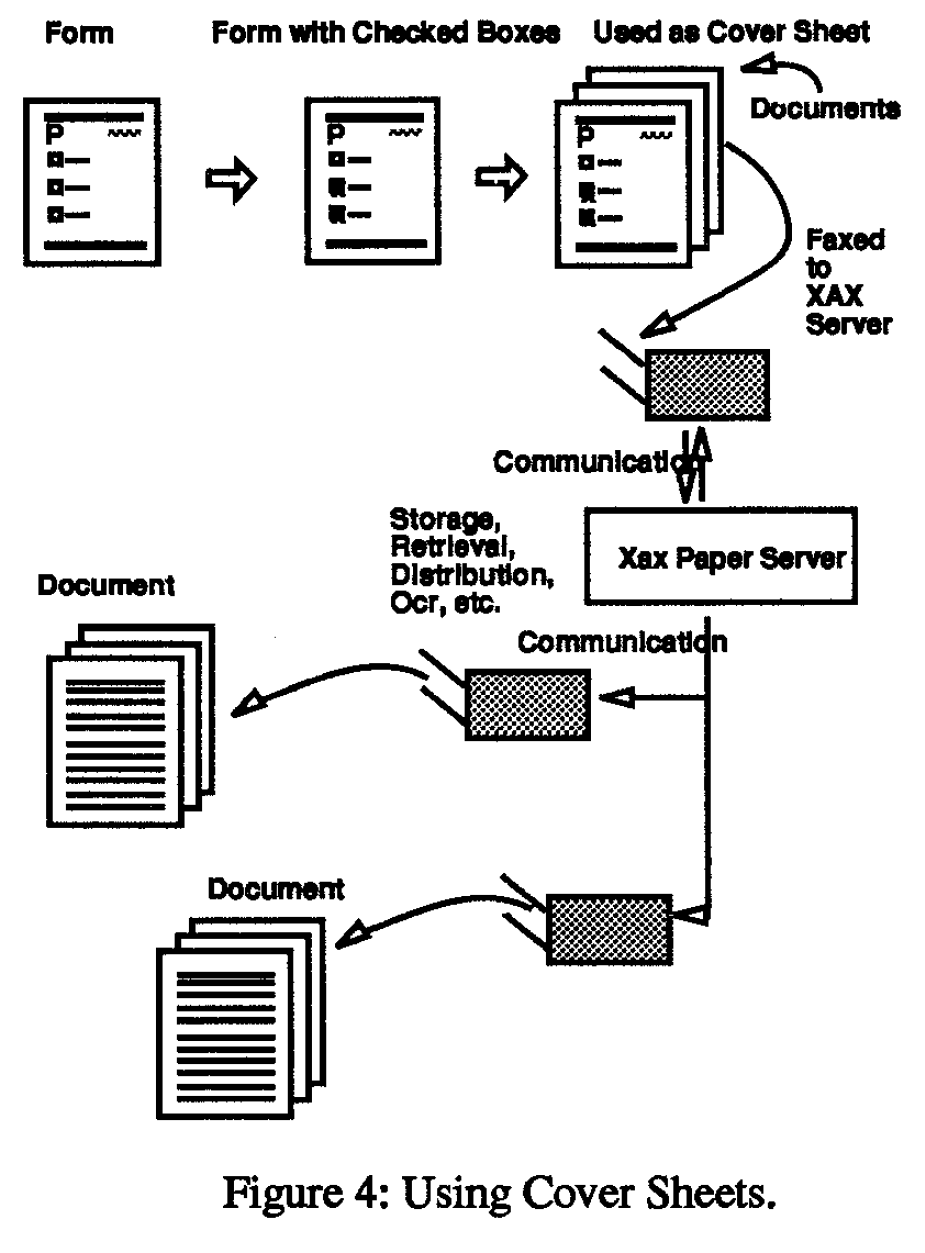 Form
Form with Checked Boxes
Used as Cover Sheet
Documents
P
P
P
Faxed
to
XAX
Server
Communication
Storage,
Retrieval,
Distribution,
Ocr, etc.
Xax Paper Server
Communication
Document
Document
Figure 4: Using Cover Sheets.